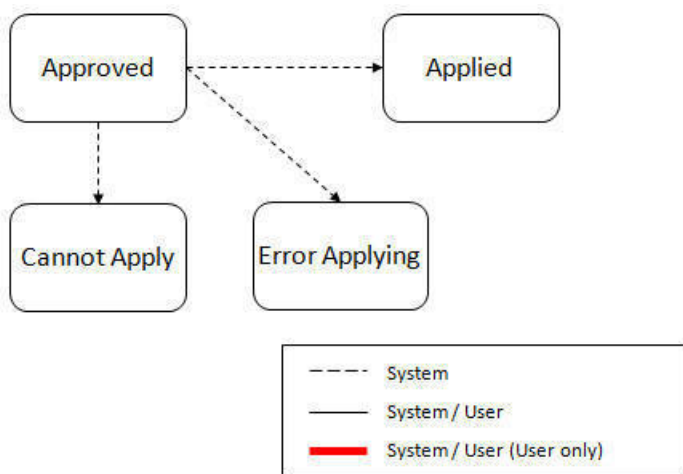 Approved
Applied
Cannot Apply
Error Applying
System
System / User
System / User (User only)